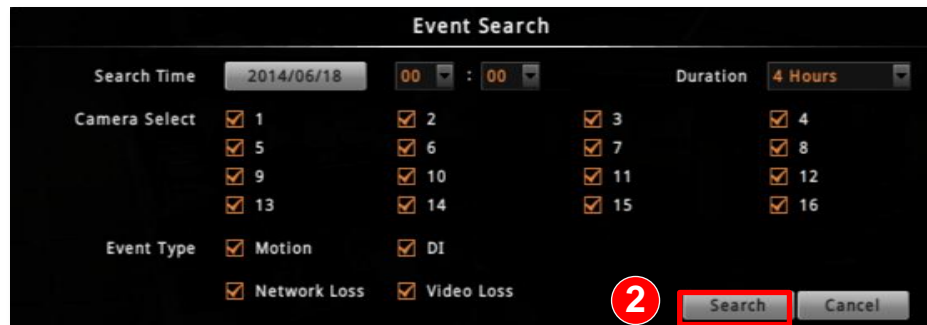 Event Search
Search Time 2014/06/18 00 : 00 Duration 4 Hours
Camera Select 1 2 3 4
5 6 7 8
9 10 11 12
13 14 15 16
Event Type Motion DI
Network Loss Video Loss
2 Search Cancel